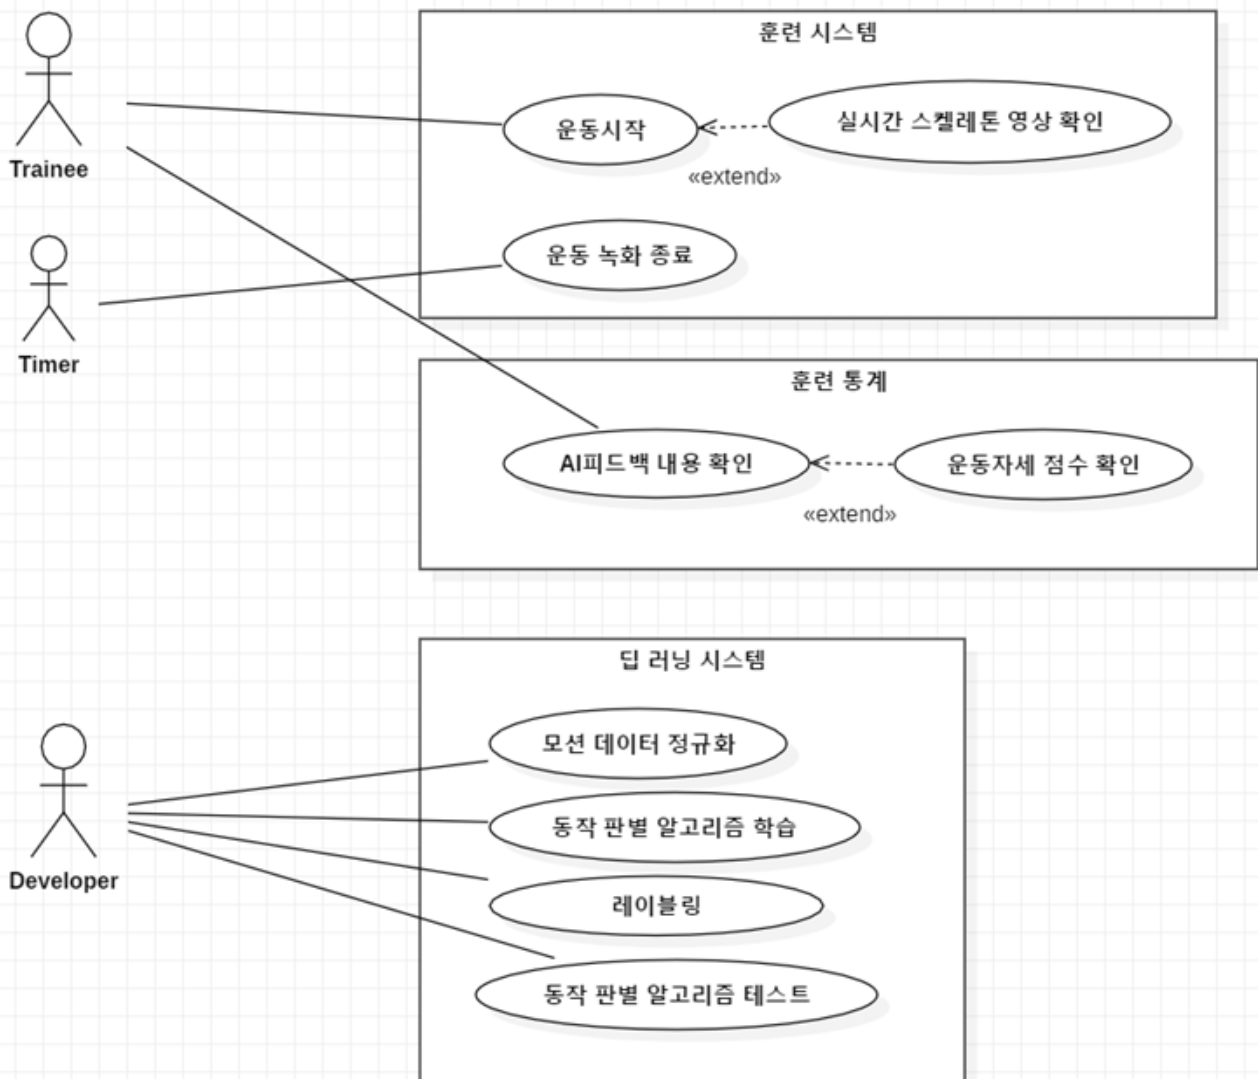 훈련 시스템
Trainee
운동시작
실시간 스켈레톤 영상 확인
«extend»
Timer
운동 녹화 종료
훈련 통계
AI피드백 내용 확인
운동자세 점수 확인
«extend»
딥 러닝 시스템
Developer
모션 데이터 정규화
동작 판별 알고리즘 학습
레이블링
동작 판별 알고리즘 테스트